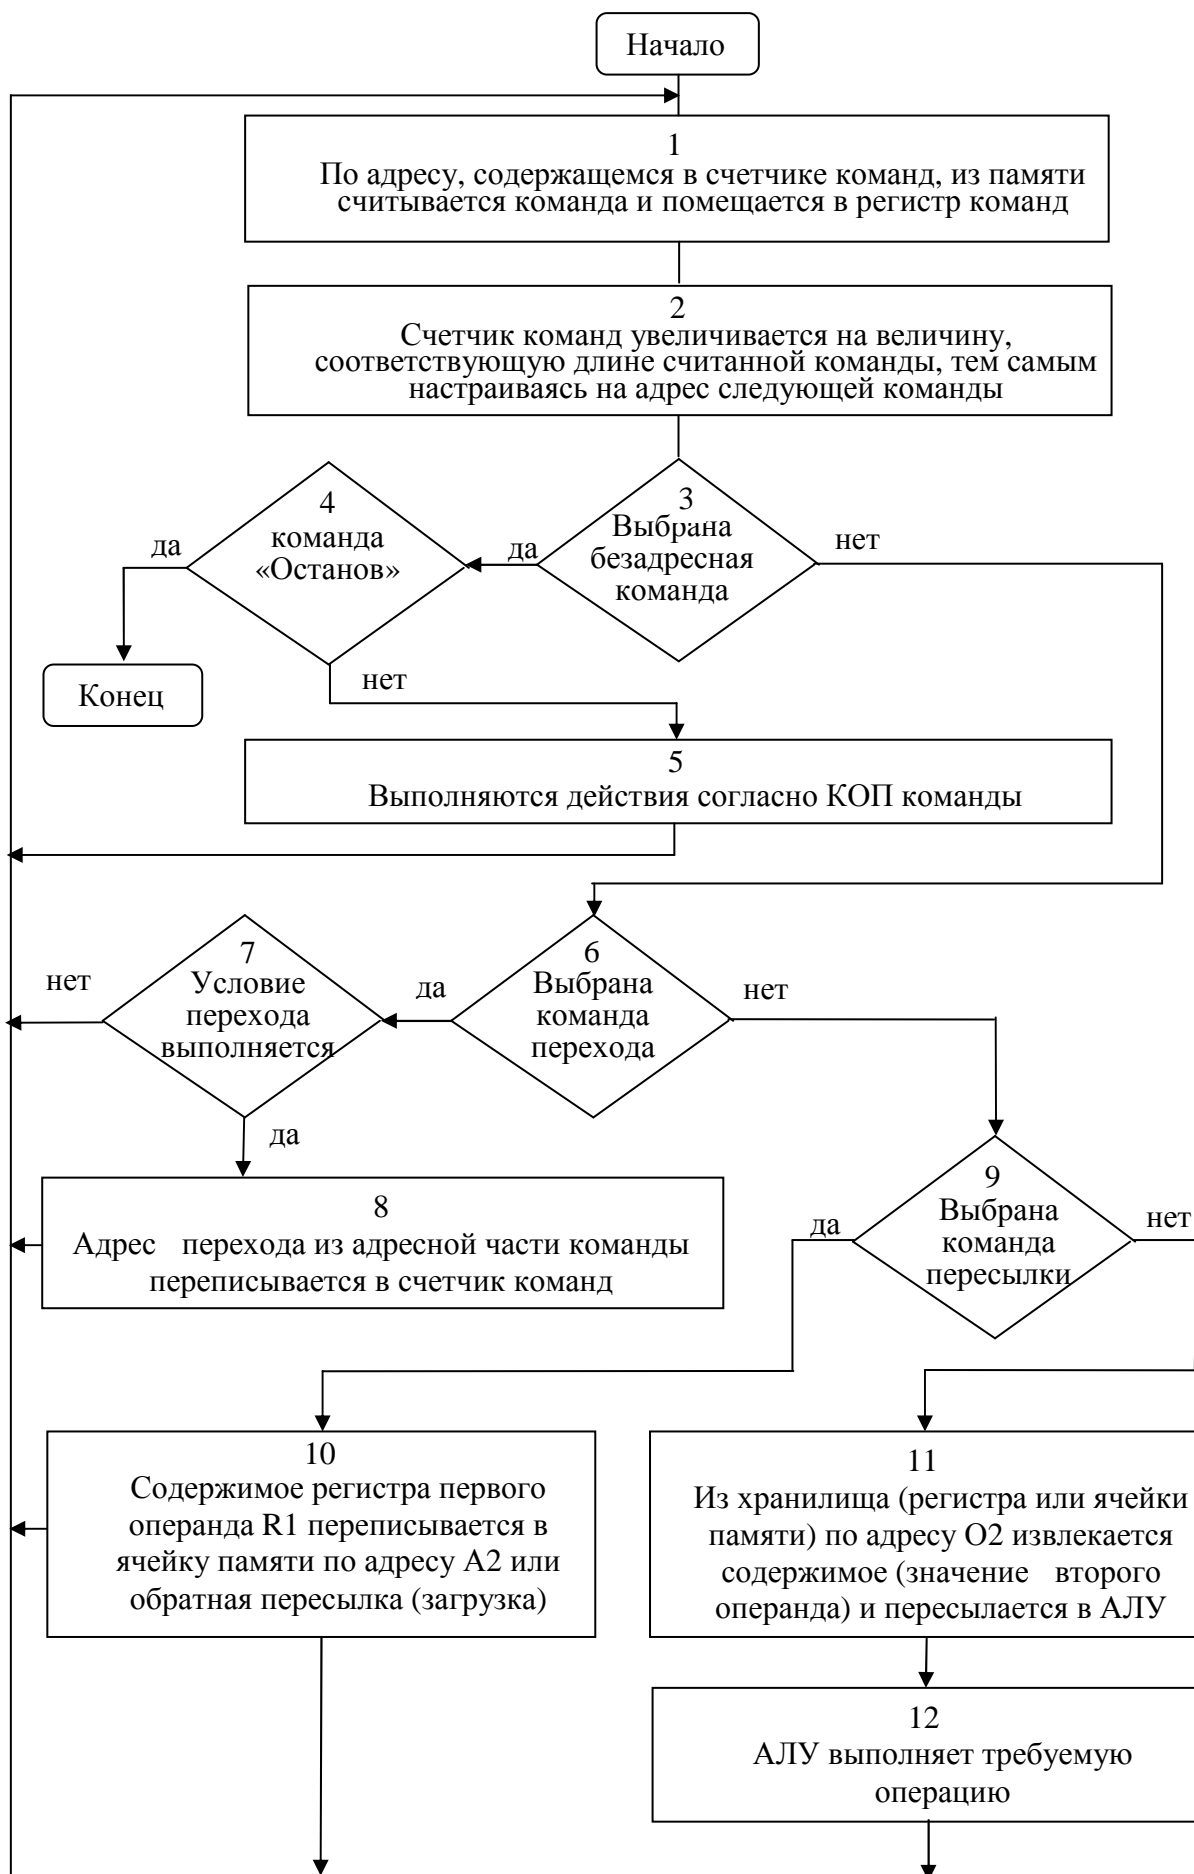 Начало
1
По адресу, содержащемся в счетчике команд, из памяти
считывается команда и помещается в регистр команд
2
Счетчик команд увеличивается на величину,
соответствующую длине считанной команды, тем самым
настраиваясь на адрес следующей команды
3
Выбрана
безадресная
команда
да
нет
4
команда
«Останов»
да
нет
Конец
5
Выполняются действия согласно КОП команды
6
Выбрана
команда
перехода
да
нет
7
Условие
перехода
выполняется
нет
да
8
Адрес перехода из адресной части команды
переписывается в счетчик команд
9
Выбрана
команда
пересылки
да
нет
10
Содержимое регистра первого
операнда R1 переписывается в
ячейку памяти по адресу А2 или
обратная пересылка (загрузка)
11
Из хранилища (регистра или ячейки
памяти) по адресу О2 извлекается
содержимое (значение второго
операнда) и пересылается в АЛУ
12
АЛУ выполняет требуемую
операцию